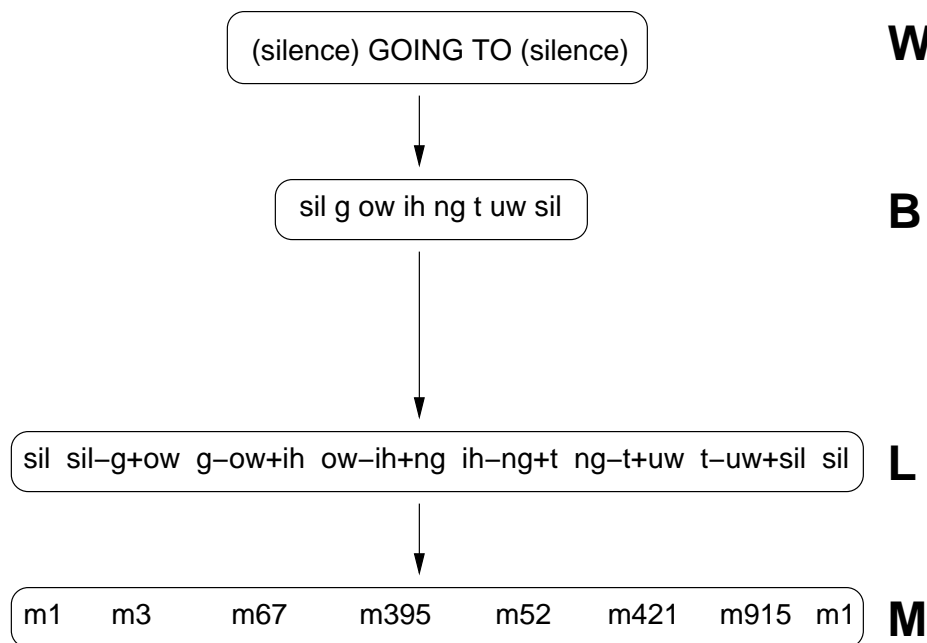 (silence) GOING TO (silence) W
sil g ow ih ng t uw sil B
sil sil–g+ow g–ow+ih ow–ih+ng ih–ng+t ng–t+uw t–uw+sil sil L
m1 m3 m67 m395 m52 m421 m915 m1 M